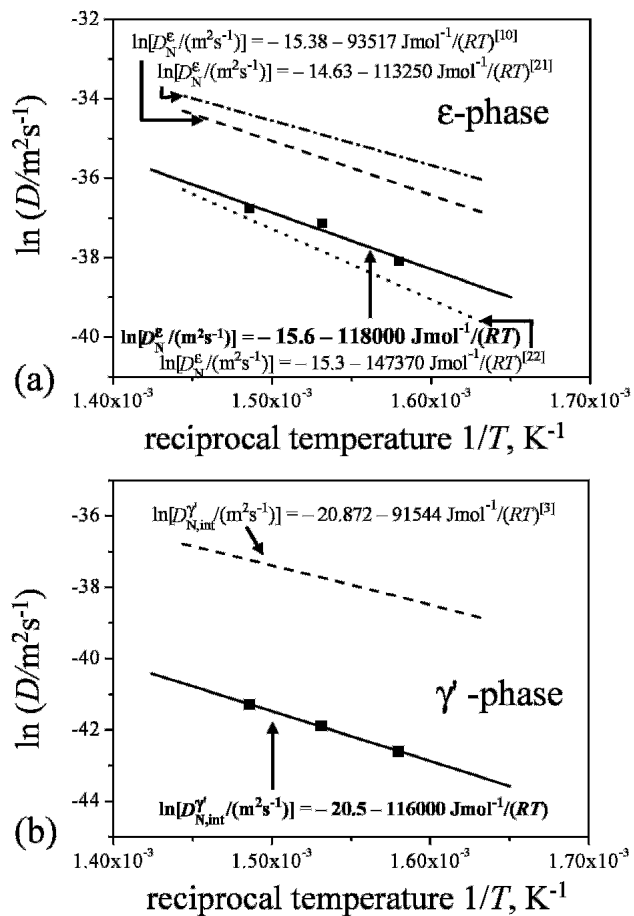 ln[D_N^ε/(m²s⁻¹)] = – 15.38 – 93517 Jmol⁻¹/(RT)[10]
ln[D_N^ε/(m²s⁻¹)] = – 14.63 – 113250 Jmol⁻¹/(RT)[21]
ε-phase
-32
-34
-36
-38
-40
ln (D/m²s⁻¹)
ln[D_N^ε/(m²s⁻¹)] = – 15.6 – 118000 Jmol⁻¹/(RT)
ln[D_N^ε/(m²s⁻¹)] = – 15.3 – 147370 Jmol⁻¹/(RT)[22]
(a)
1.40x10⁻³ 1.50x10⁻³ 1.60x10⁻³ 1.70x10⁻³
reciprocal temperature 1/T, K⁻¹
ln[D_N,int^γ'/(m²s⁻¹)] = – 20.872 – 91544 Jmol⁻¹/(RT)[3]
-36
-38
-40
-42
-44
ln (D/m²s⁻¹)
γ'-phase
ln[D_N,int^γ'/(m²s⁻¹)] = – 20.5 – 116000 Jmol⁻¹/(RT)
(b)
1.40x10⁻³ 1.50x10⁻³ 1.60x10⁻³ 1.70x10⁻³
reciprocal temperature 1/T, K⁻¹